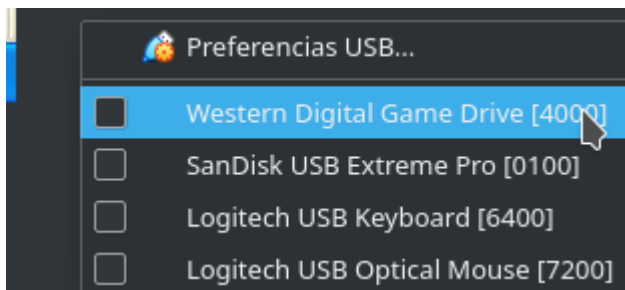 Preferencias USB...
Western Digital Game Drive [4000]
SanDisk USB Extreme Pro [0100]
Logitech USB Keyboard [6400]
Logitech USB Optical Mouse [7200]